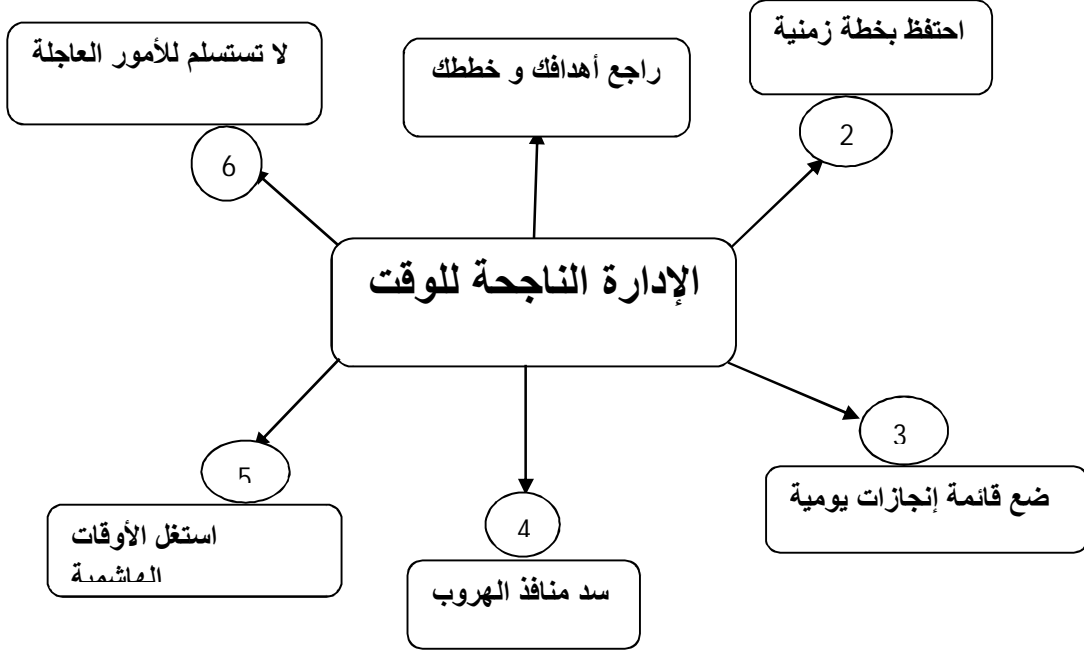 الإدارة الناجحة للوقت
راجع أهدافك و خططك
احتفظ بخطة زمنية
2
3
ضع قائمة إنجازات يومية
4
سد منافذ الهروب
5
استغل الأوقات
6
لا تستسلم للأمور العاجلة